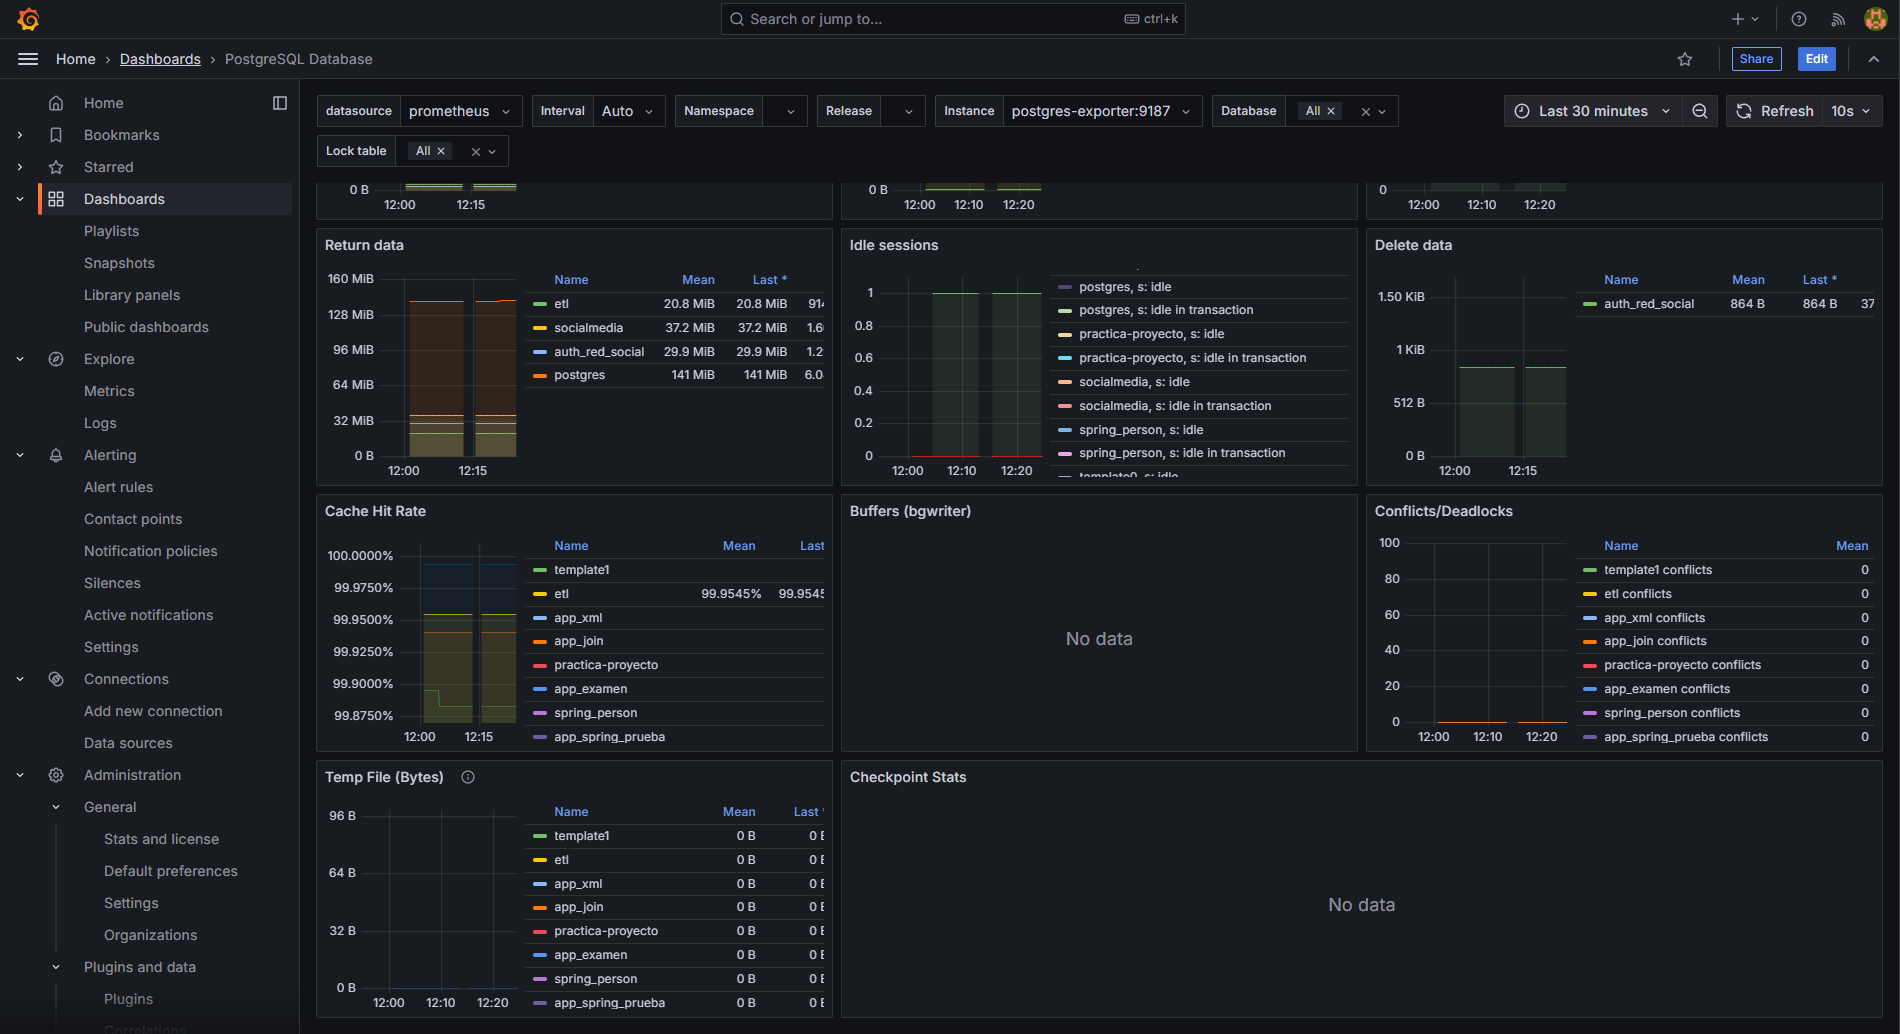 Search or jump to...
ctrl+k
Home
Dashboards
PostgreSQL Database
Share
Edit
Home
Bookmarks
Starred
Dashboards
Playlists
Snapshots
Library panels
Public dashboards
Explore
Metrics
Logs
Alerting
Alert rules
Contact points
Notification policies
Silences
Active notifications
Settings
Connections
Add new connection
Data sources
Administration
General
Stats and license
Default preferences
Settings
Organizations
Plugins and data
Plugins
Correlations
datasource prometheus
Interval Auto
Namespace
Release
Instance postgres-exporter:9187
Database All
Last 30 minutes
Refresh 10s
Lock table All
0 B
12:00 12:15
0 B
12:00 12:10 12:20
0
12:00 12:10 12:20
Return data
160 MiB
128 MiB
96 MiB
64 MiB
32 MiB
0 B
12:00 12:15
Name Mean Last *
etl 20.8 MiB 20.8 MiB 914
socialmedia 37.2 MiB 37.2 MiB
auth_red_social 29.9 MiB 29.9 MiB 1.2
postgres 141 MiB 141 MiB
Idle sessions
1
0.8
0.6
0.4
0.2
0
12:00 12:10 12:20
postgres, s: idle
postgres, s: idle in transaction
practica-proyecto, s: idle
practica-proyecto, s: idle in transaction
socialmedia, s: idle
socialmedia, s: idle in transaction
spring_person, s: idle
spring_person, s: idle in transaction
template0, s: idle
Delete data
1.50 KiB
1 KiB
512 B
0 B
12:00 12:15
Name Mean Last *
auth_red_social 864 B 864 B 37
Cache Hit Rate
100.0000%
99.9750%
99.9500%
99.9250%
99.9000%
99.8750%
12:00 12:15
Name Mean Last
template1
etl 99.9545% 99.9545
app_xml
app_join
practica-proyecto
app_examen
spring_person
app_spring_prueba
Buffers (bgwriter)
No data
Conflicts/Deadlocks
100
80
60
40
20
0
12:00 12:10 12:20
Name Mean
template1 conflicts 0
etl conflicts 0
app_xml conflicts 0
app_join conflicts 0
practica-proyecto conflicts 0
app_examen conflicts 0
spring_person conflicts 0
app_spring_prueba conflicts 0
Temp File (Bytes)
96 B
64 B
32 B
0 B
12:00 12:10 12:20
Name Mean Last
template1 0 B 0 B
etl 0 B 0 B
app_xml 0 B 0 B
app_join 0 B 0 B
practica-proyecto 0 B 0 B
app_examen 0 B 0 B
spring_person 0 B 0 B
app_spring_prueba 0 B 0 B
Checkpoint Stats
No data